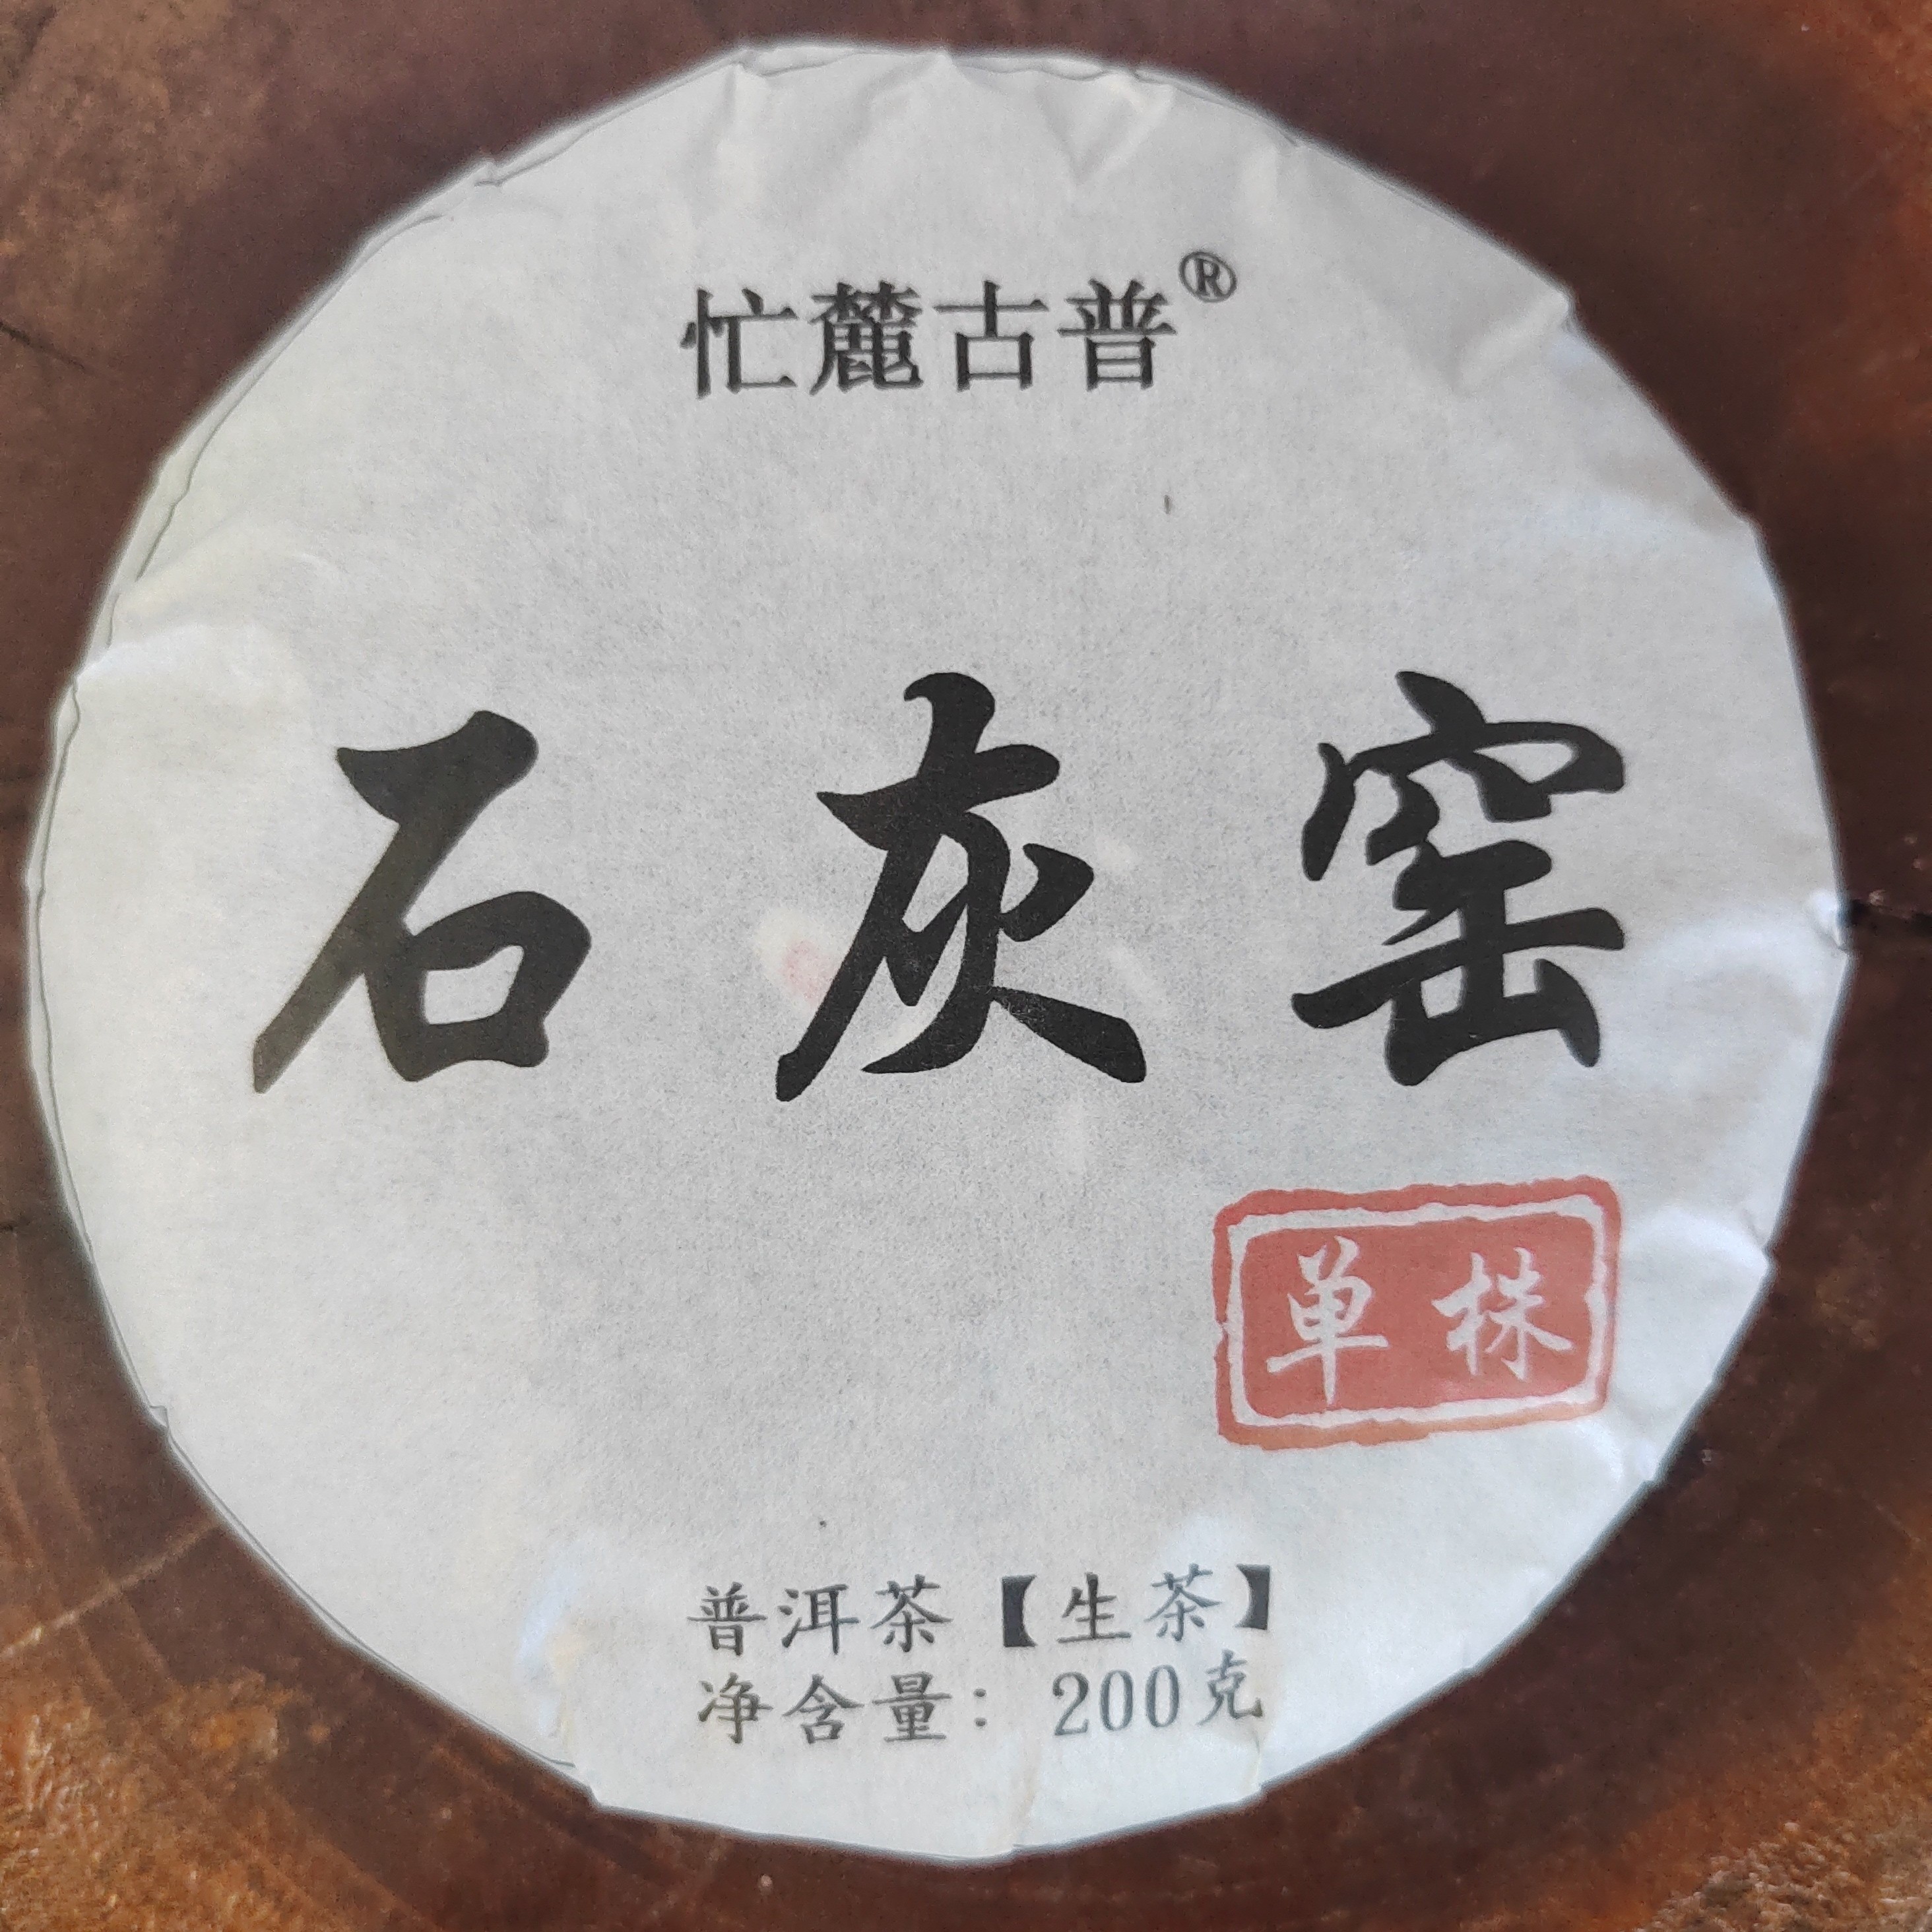 忙麓古普®
石灰窑
单株
普洱茶【生茶】
净含量：200克